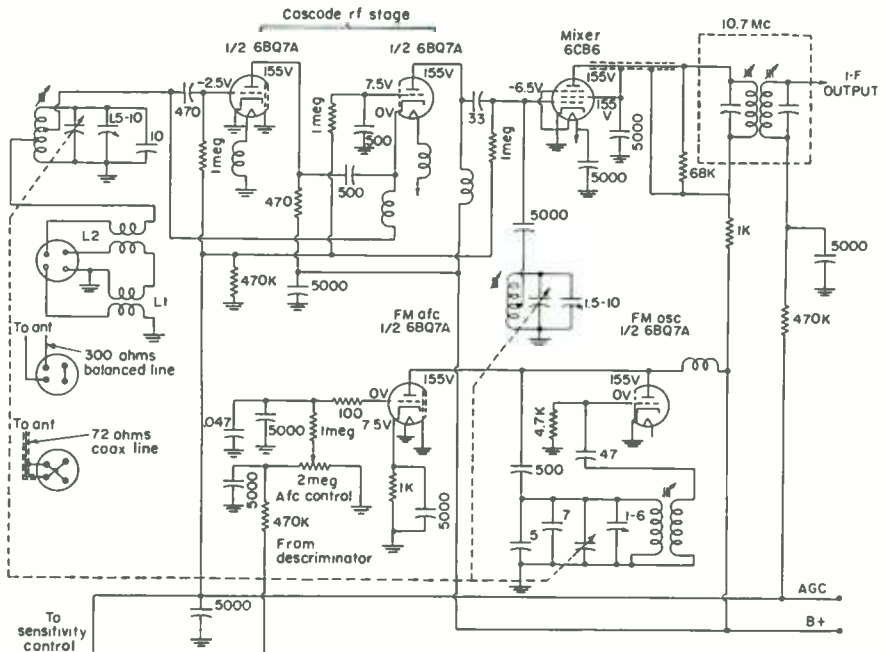 Cascode rf stage
1/2 6BQ7A
1/2 6BQ7A
Mixer
6CB6
10.7 Mc
155V
-2.5V
155V
7.5V
0V
-6.5V
155V
155
V
I-F
OUTPUT
470
1.5-10
10
1meg
1meg
500
500
33
1meg
5000
5000
68K
470
5000
1K
5000
L2
470K
5000
L1
1.5-10
470K
To ant
300 ohms
balanced line
FM afc
1/2 6BQ7A
FM osc
1/2 6BQ7A
155V
0V
155V
0V
To ant
72 ohms
coax line
.047
5000
1meg
100
7.5V
4.7K
47
500
5000
2meg
Afc control
1K
5000
470K
From
descriminator
5
7
1-6
5000
AGC
To
sensitivity
control
B+